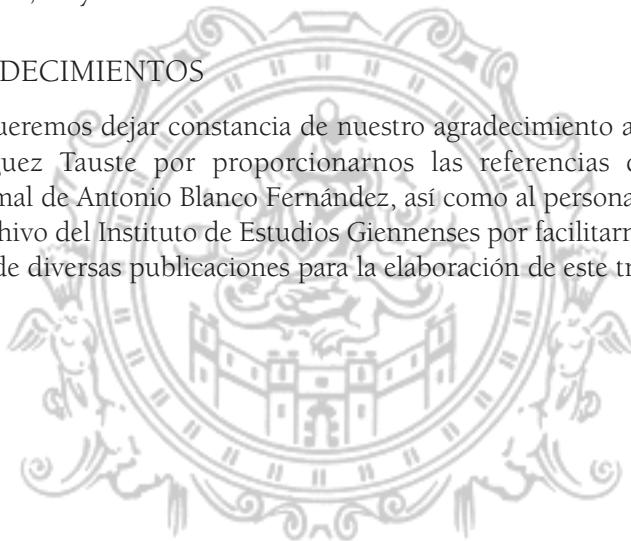 DECIMIENTOS
ueremos dejar constancia de nuestro agradecimiento a
uez Tauste por proporcionarnos las referencias
mal de Antonio Blanco Fernández, así como al persona
hivo del Instituto de Estudios Giennenses por facilitarn
de diversas publicaciones para la elaboración de este tr